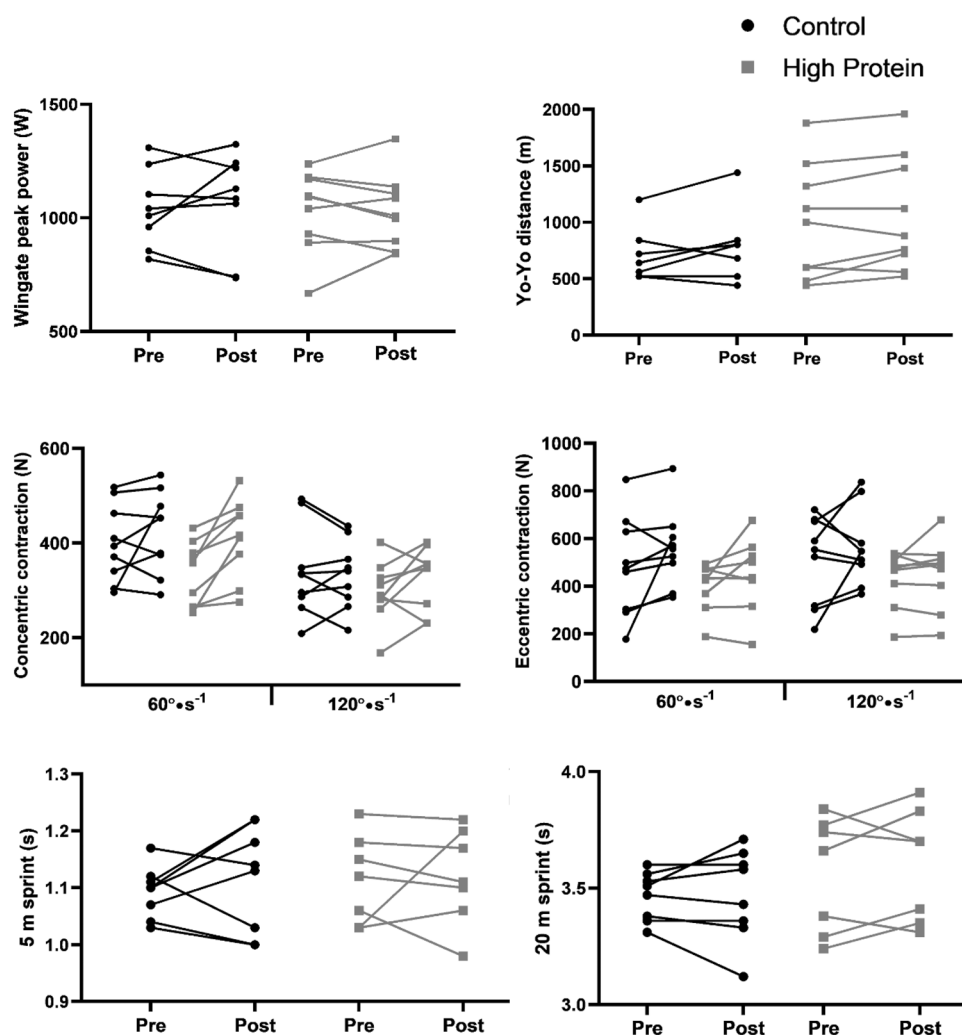 Control
High Protein
Wingate peak power (W)
1500
1000
500
Pre
Post
Pre
Post
Yo-Yo distance (m)
2000
1500
1000
500
0
Pre
Post
Pre
Post
Concentric contraction (N)
600
400
200
60°•s⁻¹
120°•s⁻¹
Eccentric contraction (N)
1000
800
600
400
200
0
60°•s⁻¹
120°•s⁻¹
5 m sprint (s)
1.3
1.2
1.1
1.0
0.9
Pre
Post
Pre
Post
20 m sprint (s)
4.0
3.5
3.0
Pre
Post
Pre
Post